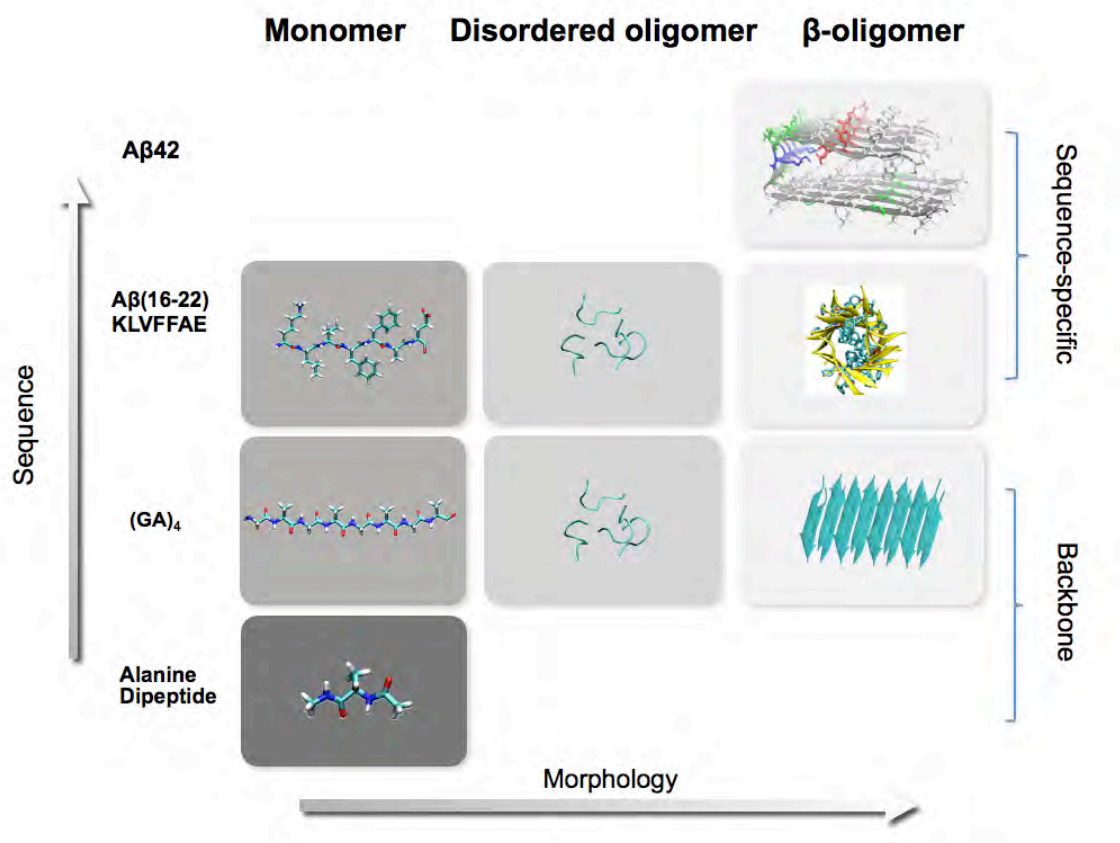 Monomer Disordered oligomer β-oligomer
Aβ42
Aβ(16-22)
KLVFFAE
(GA)₄
Alanine
Dipeptide
Sequence
Sequence-specific
Backbone
Morphology